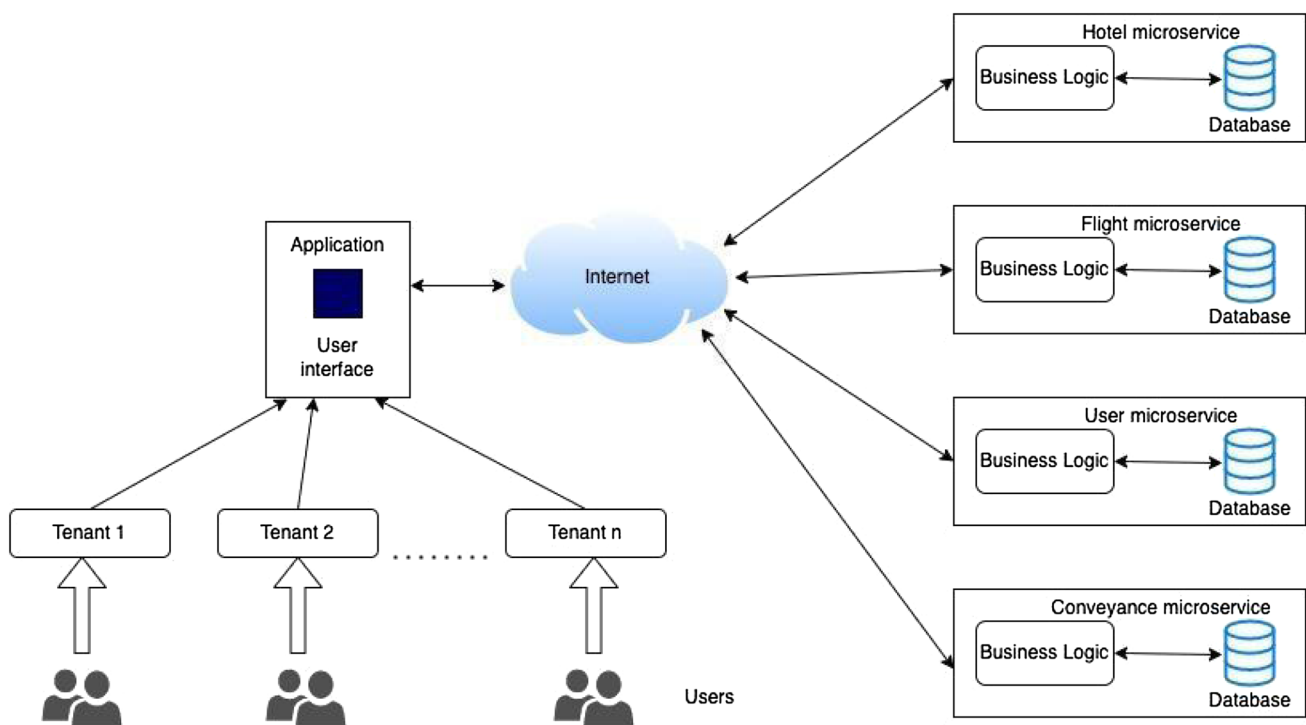 Hotel microservice
Business Logic
Database
Flight microservice
Business Logic
Database
Application
User
interface
Internet
User microservice
Business Logic
Database
Tenant 1
Tenant 2
........
Tenant n
Conveyance microservice
Business Logic
Database
Users